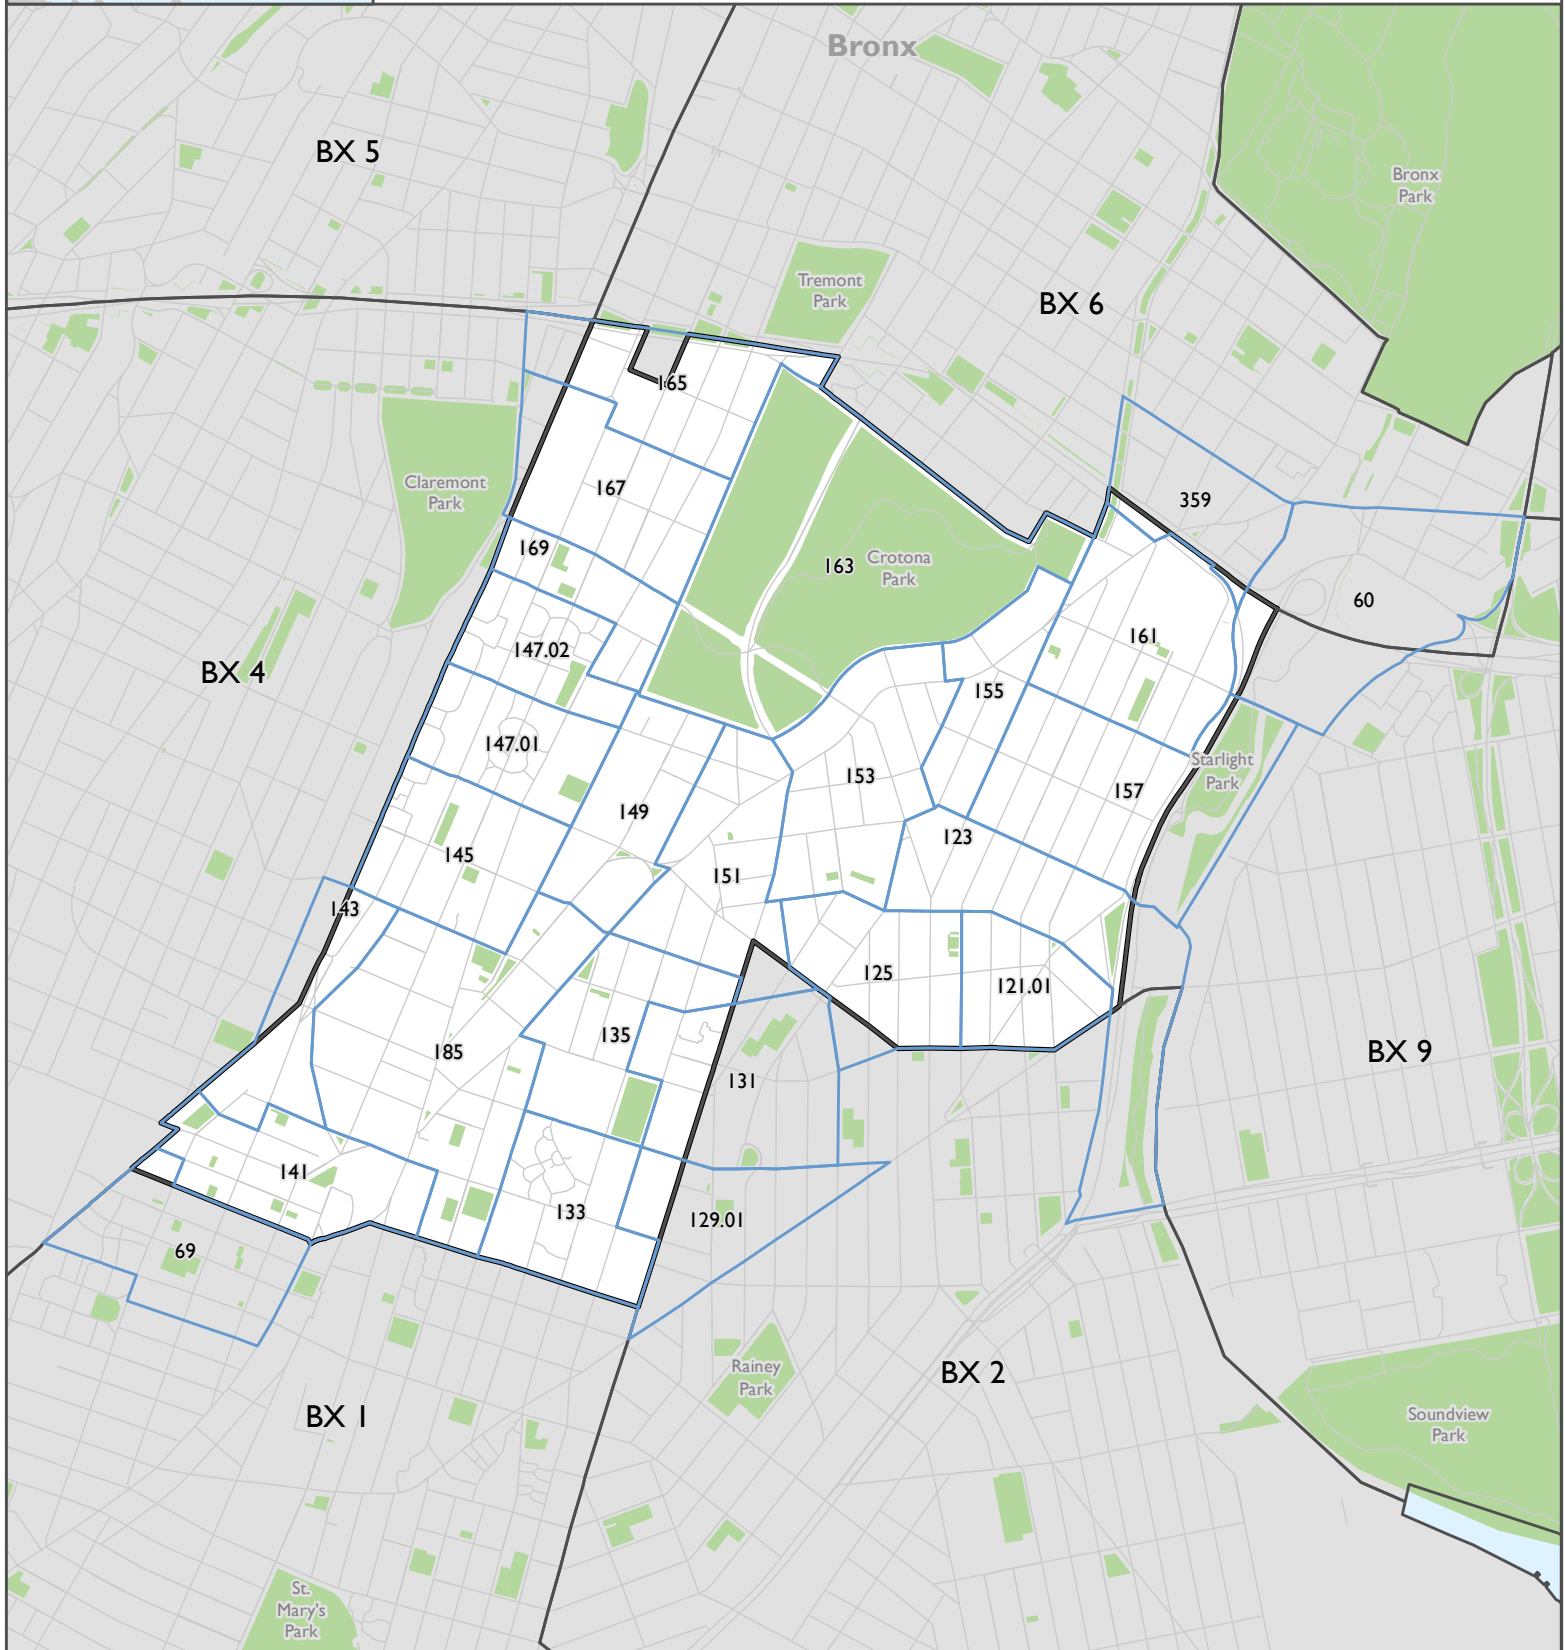 Bronx
BX 5
Bronx
Park
Tremont
Park
BX 6
165
Claremont
Park
167
359
169
163
Crotona
Park
60
161
147.02
BX 4
155
147.01
Starlight
Park
153
157
149
123
145
151
143
125
121.01
135
185
BX 9
131
141
133
129.01
69
Rainey
Park
BX 2
BX 1
Soundview
Park
St.
Mary's
Park